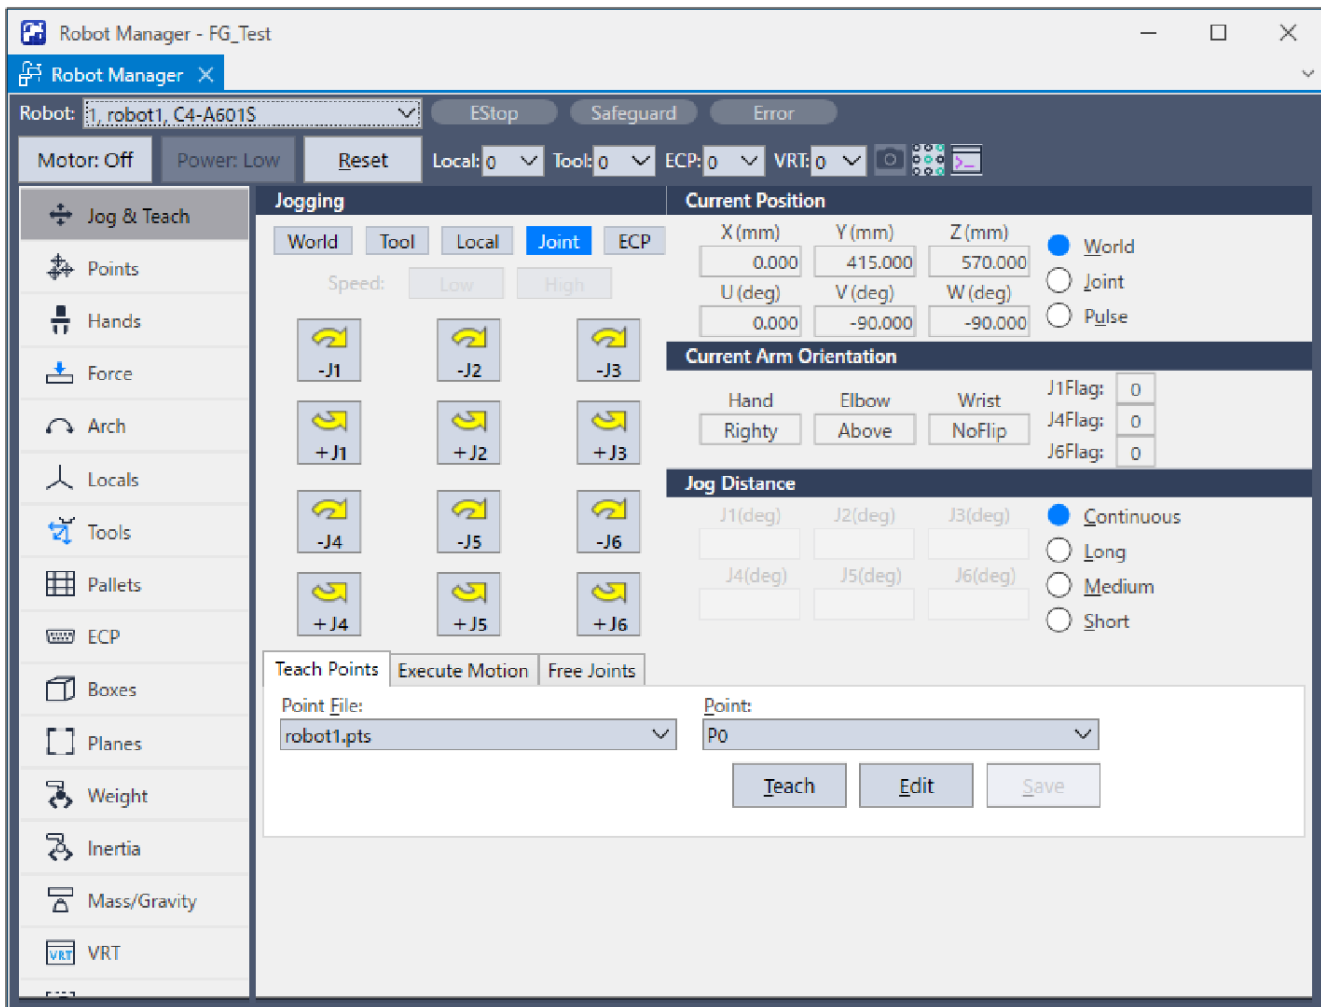 Robot Manager - FG_Test
Robot Manager
Robot: 1, robot1, C4-A601S EStop Safeguard Error
Motor: Off Power: Low Reset Local: 0 Tool: 0 ECP: 0 VRT: 0
Jog & Teach
Points
Hands
Force
Arch
Locals
Tools
Pallets
ECP
Boxes
Planes
Weight
Inertia
Mass/Gravity
VRT
Jogging
World Tool Local Joint ECP
Speed: Low High
-J1 -J2 -J3
+J1 +J2 +J3
-J4 -J5 -J6
+J4 +J5 +J6
Current Position
X (mm) Y (mm) Z (mm)
0.000 415.000 570.000
U (deg) V (deg) W (deg)
0.000 -90.000 -90.000
World
Joint
Pulse
Current Arm Orientation
Hand Elbow Wrist
Righty Above NoFlip
J1Flag: 0
J4Flag: 0
J6Flag: 0
Jog Distance
J1(deg) J2(deg) J3(deg)
J4(deg) J5(deg) J6(deg)
Continuous
Long
Medium
Short
Teach Points Execute Motion Free Joints
Point File: Point:
robot1.pts P0
Teach Edit Save